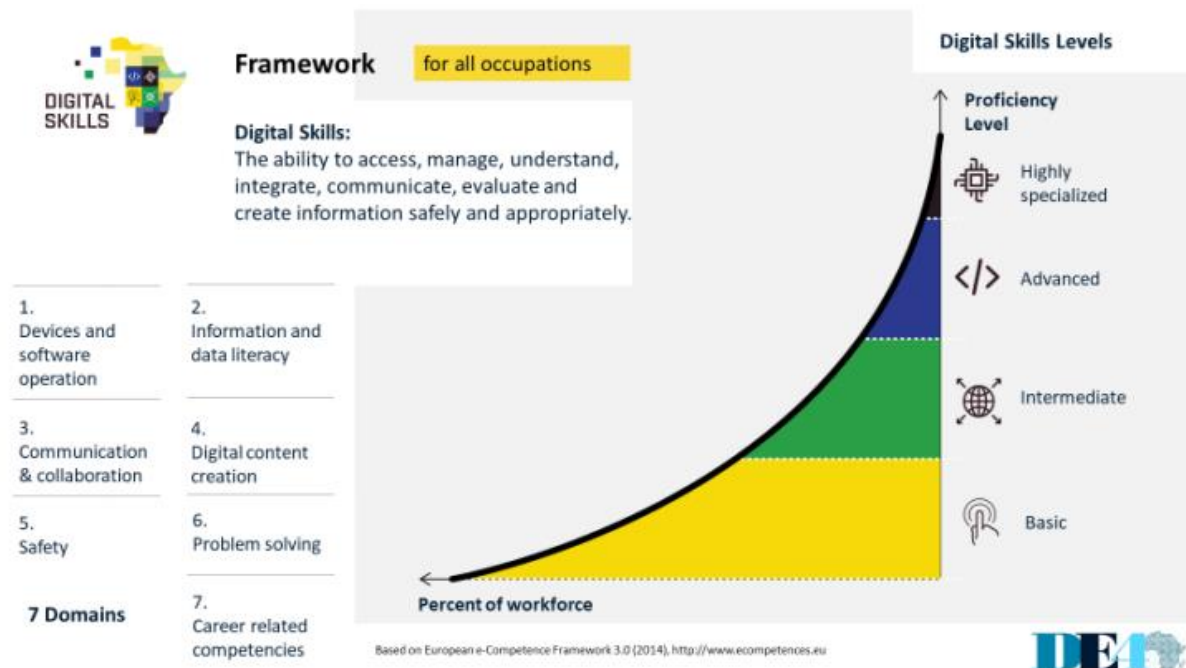 DIGITAL
SKILLS
Framework
for all occupations
Digital Skills:
The ability to access, manage, understand,
integrate, communicate, evaluate and
create information safely and appropriately.
1.
Devices and
software
operation
2.
Information and
data literacy
3.
Communication
& collaboration
4.
Digital content
creation
5.
Safety
6.
Problem solving
7 Domains
7.
Career related
competencies
Digital Skills Levels
Proficiency
Level
Highly
specialized
</>
Advanced
Intermediate
Basic
Percent of workforce
Based on European e-Competence Framework 3.0 (2014), http://www.ecompetences.eu
DE4